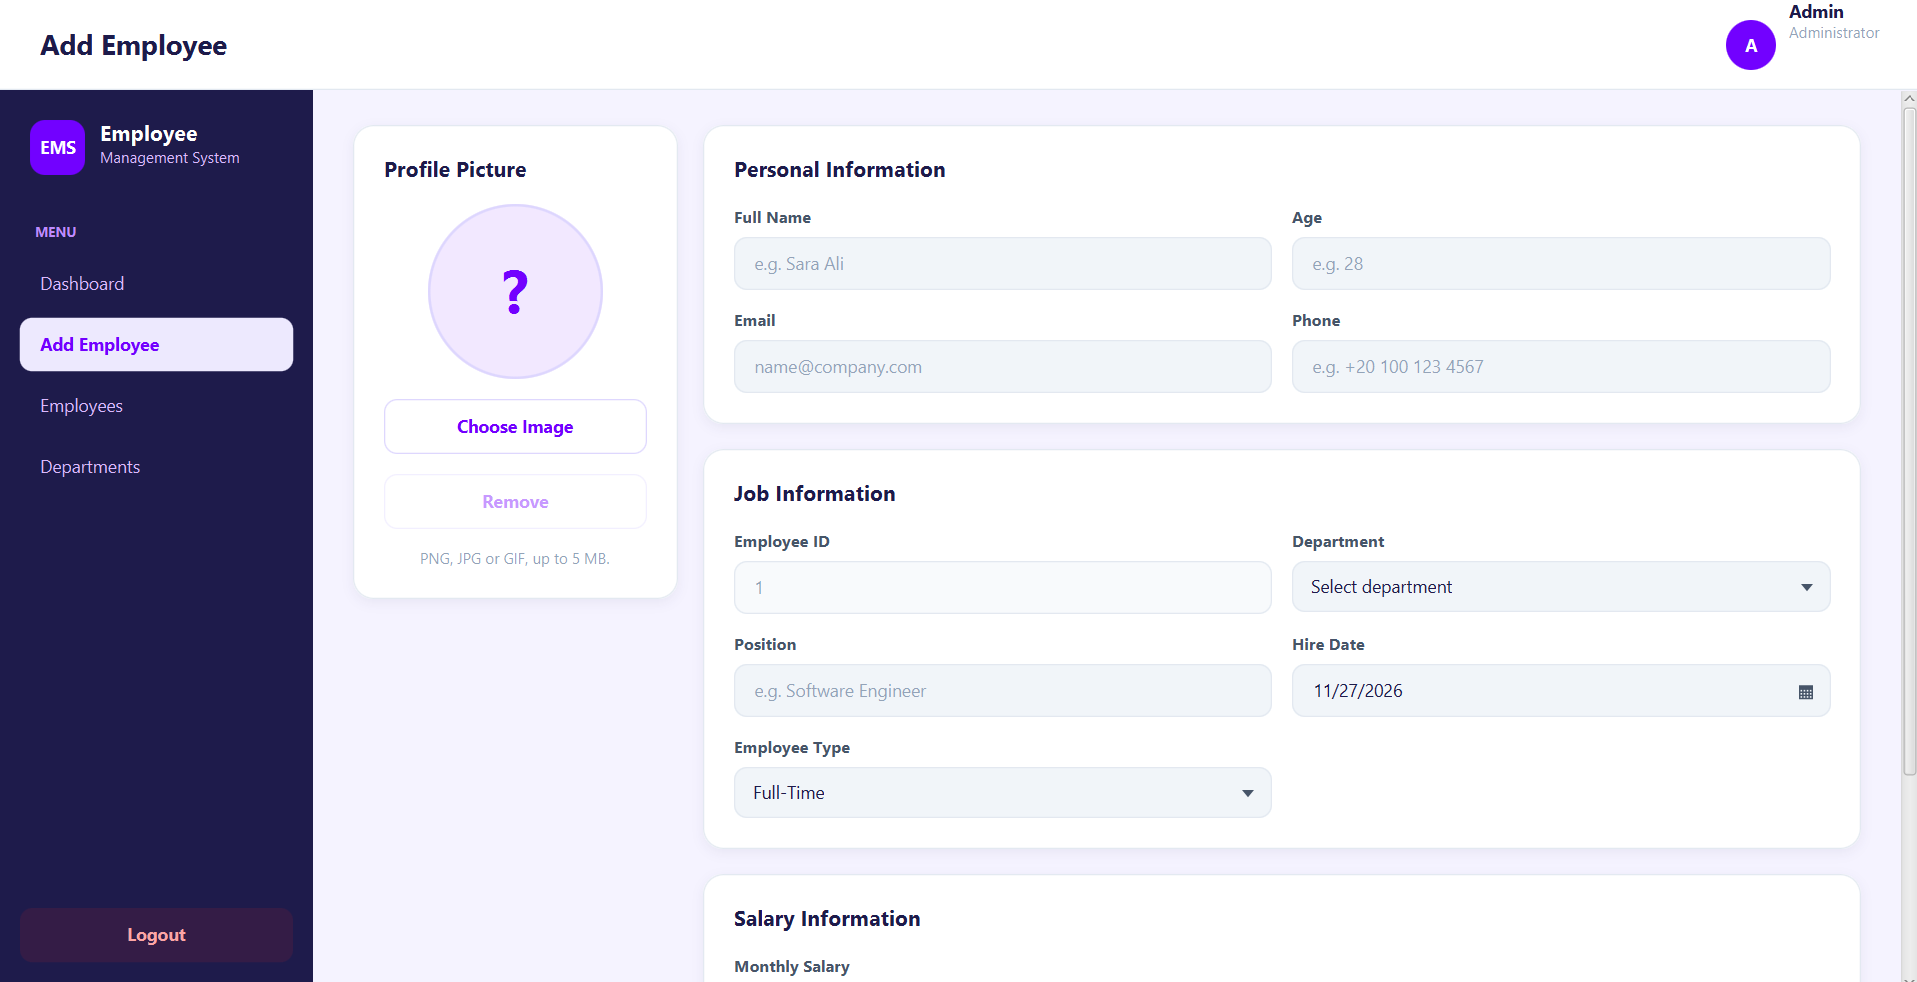 Add Employee
A
Admin
Administrator
EMS
Employee
Management System
MENU
Dashboard
Add Employee
Employees
Departments
Logout
Profile Picture
?
Choose Image
Remove
PNG, JPG or GIF, up to 5 MB.
Personal Information
Full Name
Age
e.g. Sara Ali
e.g. 28
Email
Phone
name@company.com
e.g. +20 100 123 4567
Job Information
Employee ID
Department
1
Select department
Position
Hire Date
e.g. Software Engineer
11/27/2026
Employee Type
Full-Time
Salary Information
Monthly Salary